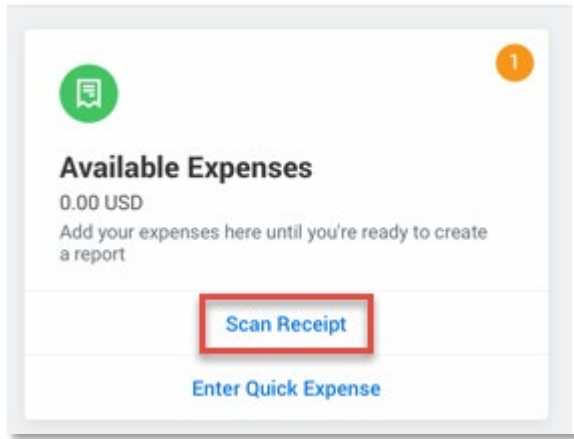 1
Available Expenses
0.00 USD
Add your expenses here until you're ready to create
a report
Scan Receipt
Enter Quick Expense